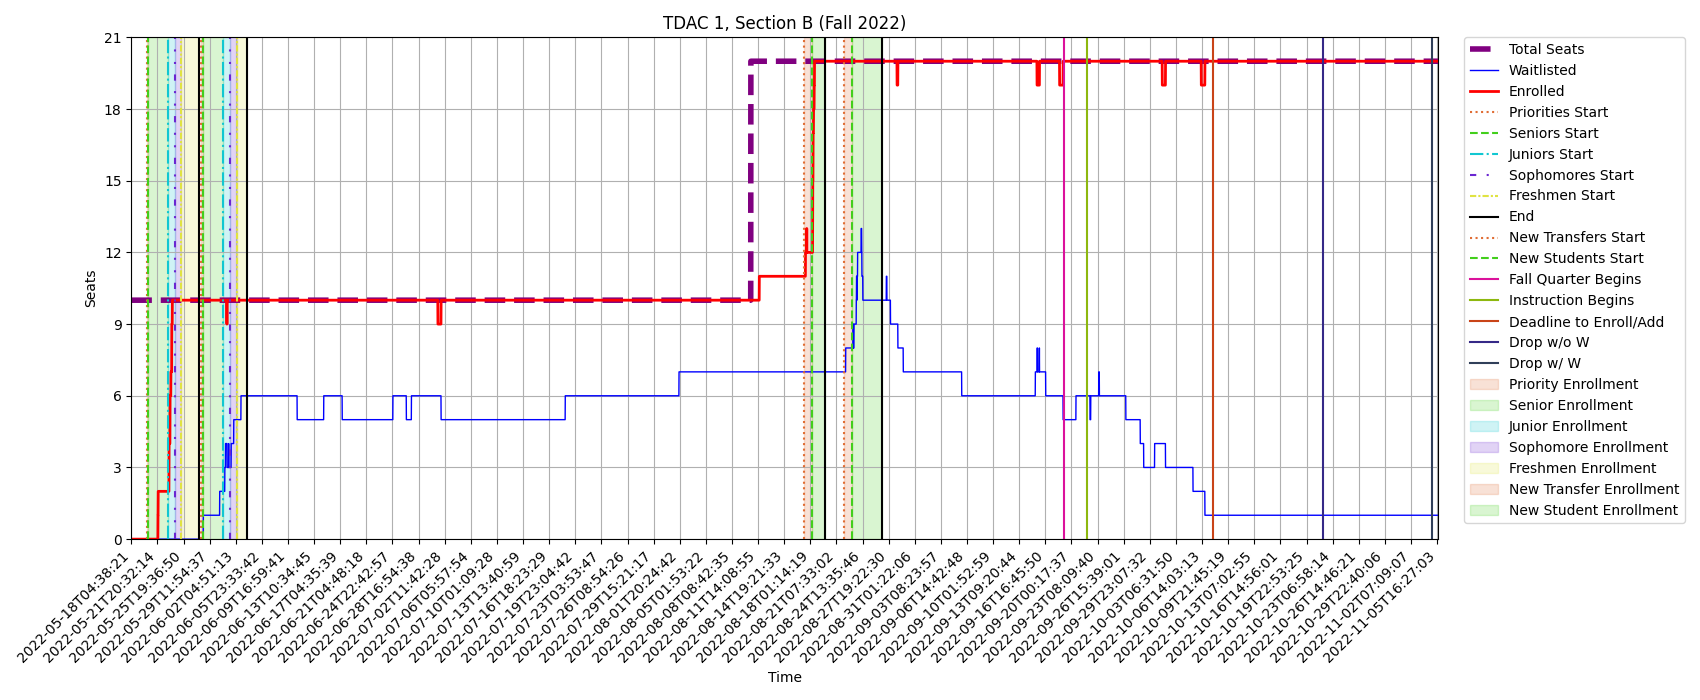 TDAC 1, Section B (Fall 2022)
21
18
15
12
9
6
3
0
Seats
2022-05-18T04:38:21
2022-05-21T20:32:14
2022-05-25T19:36:50
2022-05-29T11:54:37
2022-06-02T04:51:13
2022-06-05T23:33:42
2022-06-09T16:59:41
2022-06-13T10:34:45
2022-06-17T04:35:39
2022-06-21T04:48:18
2022-06-24T22:42:57
2022-06-28T16:54:38
2022-07-02T11:42:28
2022-07-06T05:57:54
2022-07-10T01:09:28
2022-07-13T13:40:59
2022-07-16T18:23:29
2022-07-19T23:04:42
2022-07-23T03:53:47
2022-07-26T08:54:26
2022-07-29T15:21:17
2022-08-01T20:24:42
2022-08-05T01:53:22
2022-08-08T08:42:35
2022-08-11T14:08:55
2022-08-14T19:21:33
2022-08-18T01:14:19
2022-08-21T07:33:02
2022-08-24T13:35:46
2022-08-27T19:22:30
2022-08-31T01:22:06
2022-09-03T08:23:57
2022-09-06T14:42:48
2022-09-10T01:52:59
2022-09-13T09:20:44
2022-09-16T16:45:50
2022-09-20T00:17:37
2022-09-23T08:09:40
2022-09-26T15:39:01
2022-09-29T23:07:32
2022-10-03T06:31:50
2022-10-06T14:03:13
2022-10-09T21:45:19
2022-10-13T07:02:55
2022-10-16T14:56:01
2022-10-19T22:53:25
2022-10-23T06:58:14
2022-10-26T14:46:21
2022-10-29T22:40:06
2022-11-02T07:09:07
2022-11-05T16:27:03
Time
Total Seats
Waitlisted
Enrolled
Priorities Start
Seniors Start
Juniors Start
Sophomores Start
Freshmen Start
End
New Transfers Start
New Students Start
Fall Quarter Begins
Instruction Begins
Deadline to Enroll/Add
Drop w/o W
Drop w/ W
Priority Enrollment
Senior Enrollment
Junior Enrollment
Sophomore Enrollment
Freshmen Enrollment
New Transfer Enrollment
New Student Enrollment